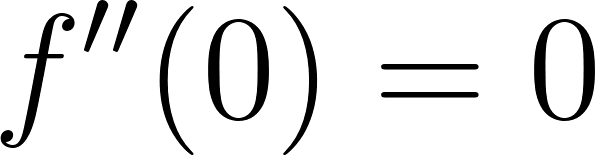 f″(0) = 0